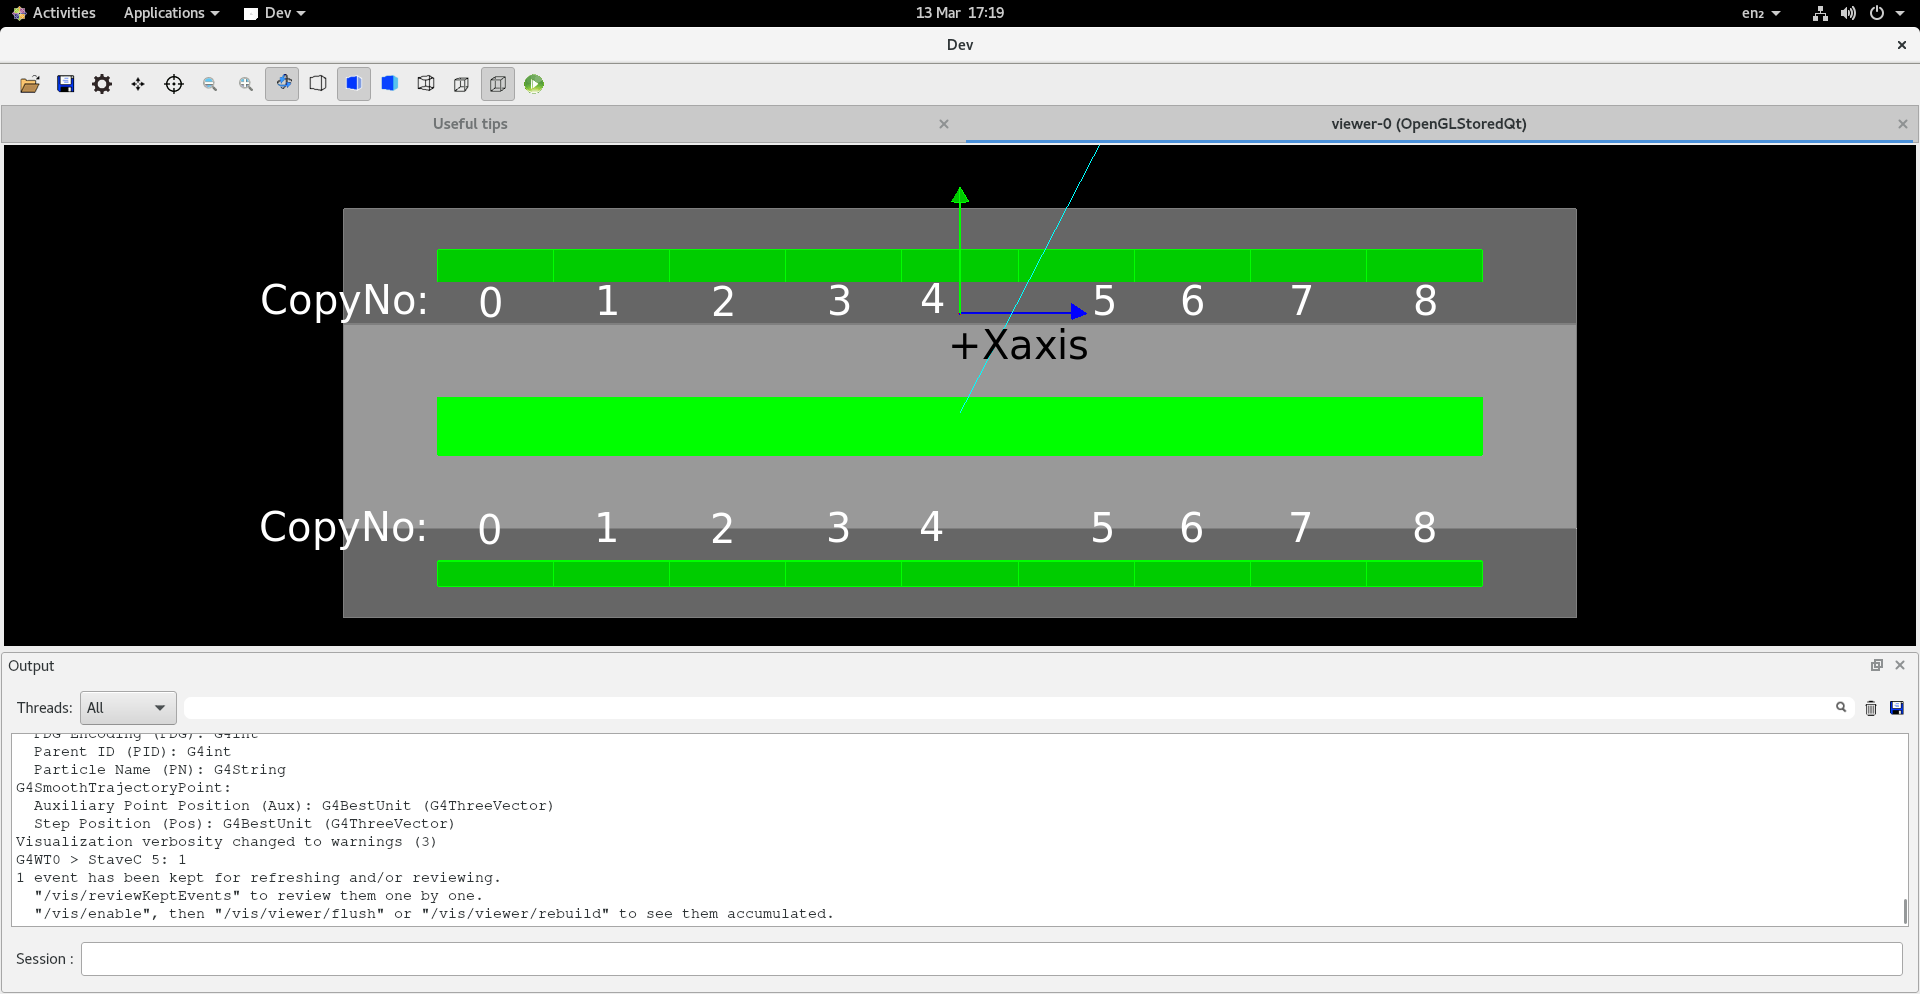 Activities Applications Dev 13 Mar 17:19 en₂
Dev
Useful tips viewer-0 (OpenGLStoredQt)
CopyNo: 0 1 2 3 4 5 6 7 8
+Xaxis
CopyNo: 0 1 2 3 4 5 6 7 8
Output
Threads: All
PDG Encoding (PDG): G4int
Parent ID (PID): G4int
Particle Name (PN): G4String
G4SmoothTrajectoryPoint:
Auxiliary Point Position (Aux): G4BestUnit (G4ThreeVector)
Step Position (Pos): G4BestUnit (G4ThreeVector)
Visualization verbosity changed to warnings (3)
G4WT0 > StaveC 5: 1
1 event has been kept for refreshing and/or reviewing.
"/vis/reviewKeptEvents" to review them one by one.
"/vis/enable", then "/vis/viewer/flush" or "/vis/viewer/rebuild" to see them accumulated.
Session :